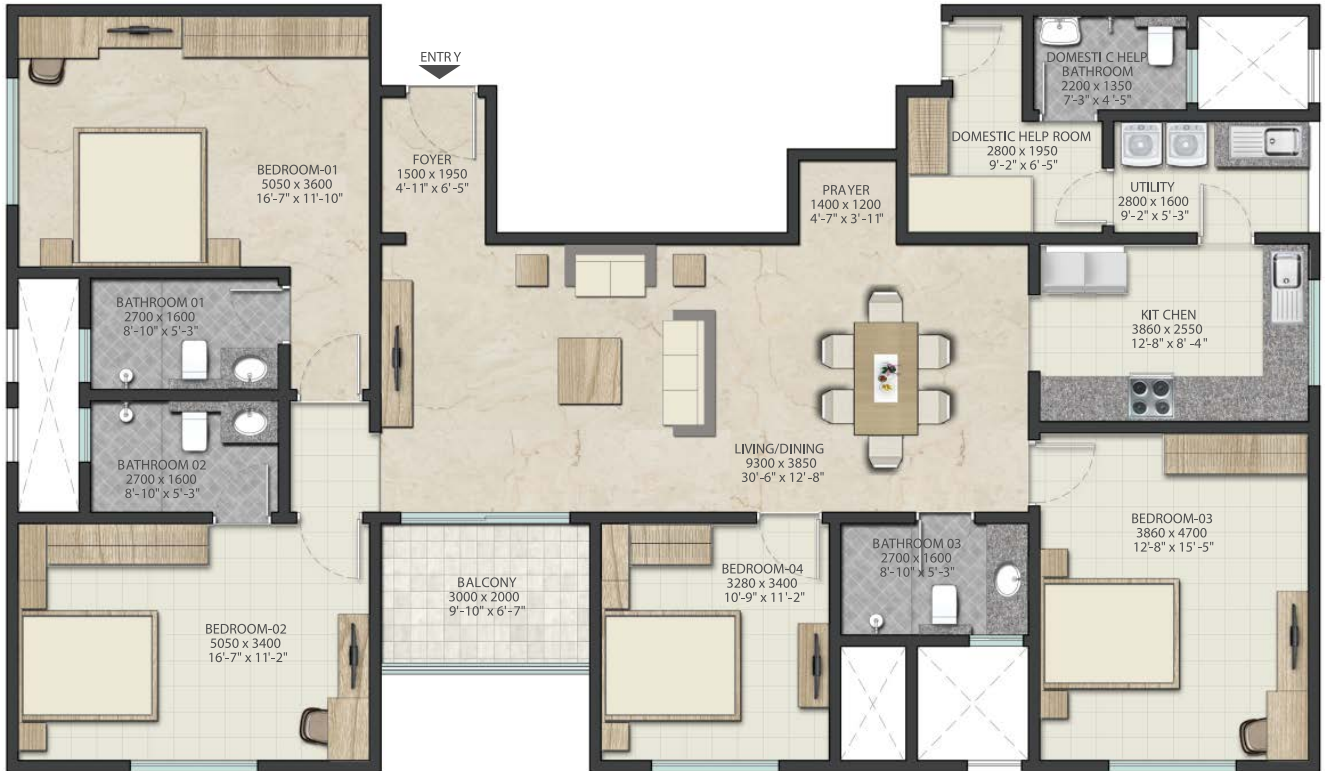 ENTRY
DOMESTIC HELP
BATHROOM
2200 x 1350
7'-3" x 4'-5"
DOMESTIC HELP ROOM
2800 x 1950
9'-2" x 6'-5"
FOYER
1500 x 1950
4'-11" x 6'-5"
BEDROOM-01
5050 x 3600
16'-7" x 11'-10"
PRAYER
1400 x 1200
4'-7" x 3'-11"
UTILITY
2800 x 1600
9'-2" x 5'-3"
BATHROOM 01
2700 x 1600
8'-10" x 5'-3"
KIT CHEN
3860 x 2550
12'-8" x 8'-4"
LIVING/DINING
9300 x 3850
30'-6" x 12'-8"
BATHROOM 02
2700 x 1600
8'-10" x 5'-3"
BEDROOM-03
3860 x 4700
12'-8" x 15'-5"
BATHROOM 03
2700 x 1600
8'-10" x 5'-3"
BEDROOM-04
3280 x 3400
10'-9" x 11'-2"
BALCONY
3000 x 2000
9'-10" x 6'-7"
BEDROOM-02
5050 x 3400
16'-7" x 11'-2"